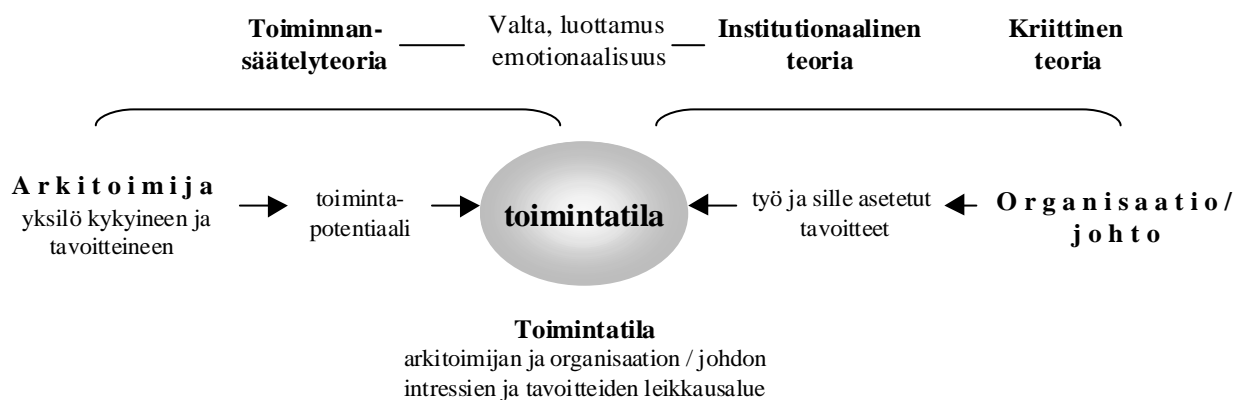 Toiminnan-
säätelyteoria
Valta, luottamus
emotionaalisuus
Institutionaalinen
teoria
Kriittinen
teoria
Arkitoimija
yksilö kykyineen ja
tavoitteineen
toiminta-
potentiaali
toimintatila
työ ja sille asetetut
tavoitteet
Organisaatio/
johto
Toimintatila
arkitoimijan ja organisaation / johdon
intressien ja tavoitteiden leikkausalue